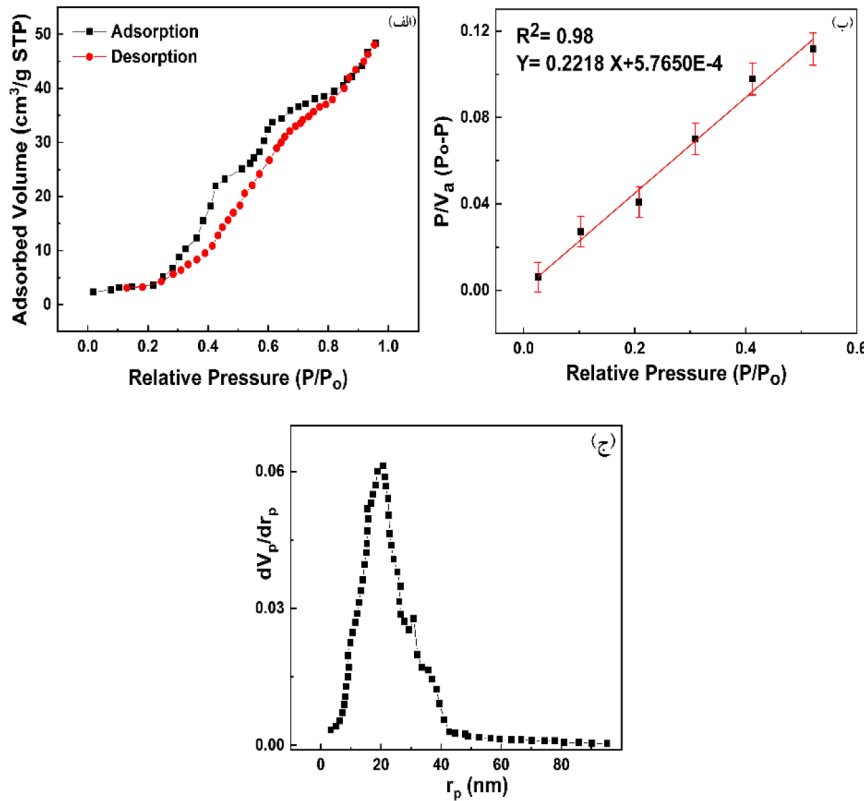 (الف)
Adsorption
Desorption
Adsorbed Volume (cm³/g STP)
50
40
30
20
10
0
0.0 0.2 0.4 0.6 0.8 1.0
Relative Pressure (P/Po)
(ب)
R²= 0.98
Y= 0.2218 X+5.7650E-4
P/Va (Po-P)
0.12
0.08
0.04
0.00
0.0 0.2 0.4 0.6
Relative Pressure (P/Po)
(ج)
dVp/drp
0.06
0.03
0.00
0 20 40 60 80
rp (nm)